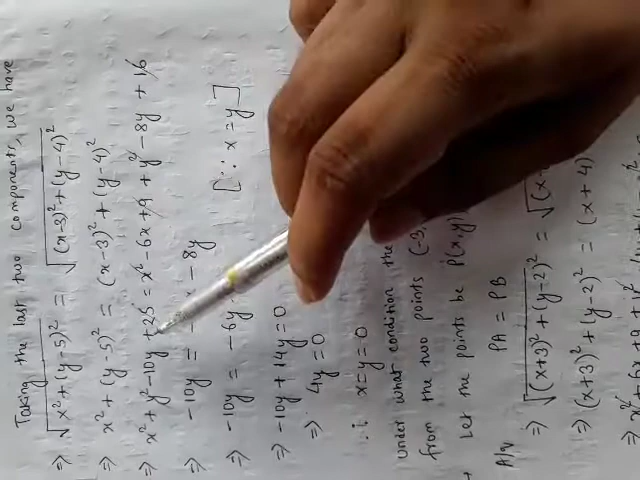 Taking the last two components, we have
⇒ √(x²+(y-5)²) = √((x-3)²+(y-4)²)
⇒ x²+(y-5)² = (x-3)²+(y-4)²
⇒ x²+y²-10y+25 = x²-6x+9+y²-8y+16
⇒ -10y = x - 8y [∵ x=y]
⇒ -10y = -6y
⇒ -10y+14y=0
⇒ 4y=0
∴ x=y=0
under what condition the
from the two points (-3,
→ Let the points be P(x,y)
A/q PA = PB
⇒ √((x+3)²+(y-2)²) = √(x-
⇒ (x+3)²+(y-2)² = (x+4)